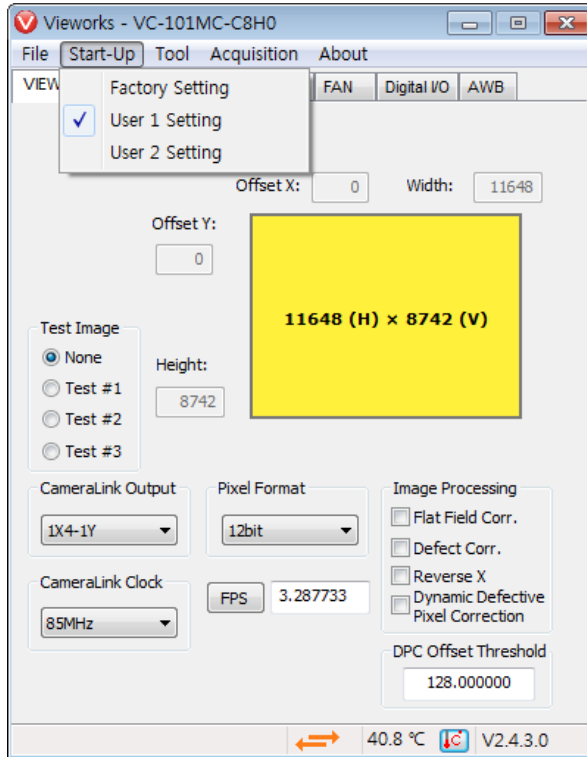 Vieworks - VC-101MC-C8H0
File Start-Up Tool Acquisition About
VIEW FAN Digital I/O AWB
Factory Setting
✓ User 1 Setting
User 2 Setting
Offset X: 0 Width: 11648
Offset Y:
0
11648 (H) × 8742 (V)
Test Image
None
Test #1
Test #2
Test #3
Height:
8742
CameraLink Output
1X4-1Y
Pixel Format
12bit
Image Processing
Flat Field Corr.
Defect Corr.
Reverse X
Dynamic Defective
Pixel Correction
CameraLink Clock
85MHz
FPS 3.287733
DPC Offset Threshold
128.000000
40.8 ℃ V2.4.3.0